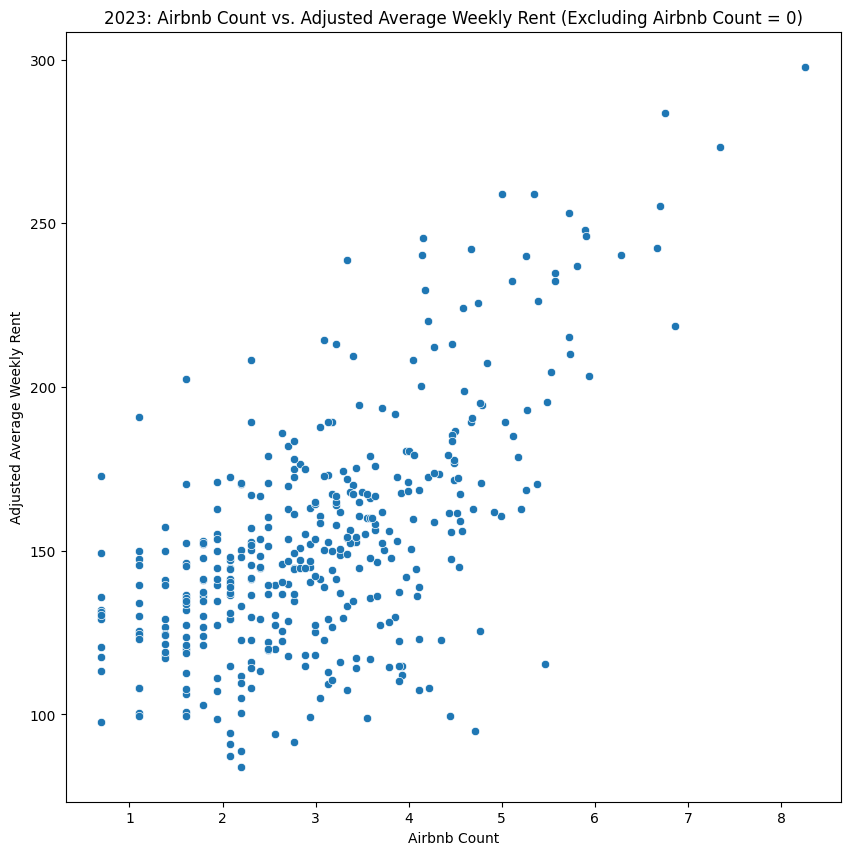 2023: Airbnb Count vs. Adjusted Average Weekly Rent (Excluding Airbnb Count = 0)
300
250
200
150
100
Adjusted Average Weekly Rent
1 2 3 4 5 6 7 8
Airbnb Count